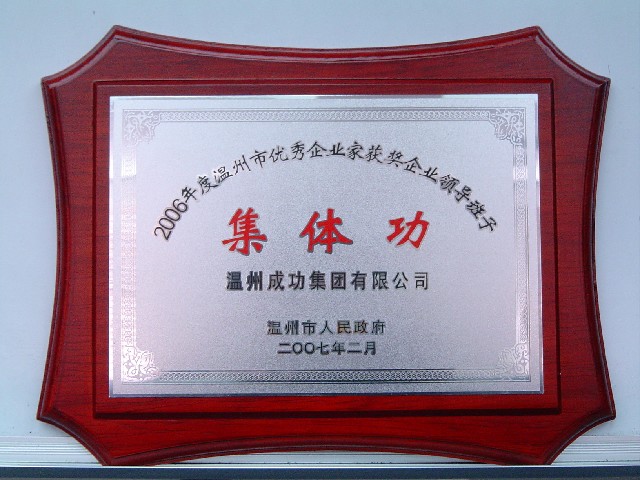 2006年度温州市优秀企业家获奖企业领导班子
集体功
温州成功集团有限公司
温州市人民政府
二〇〇七年二月